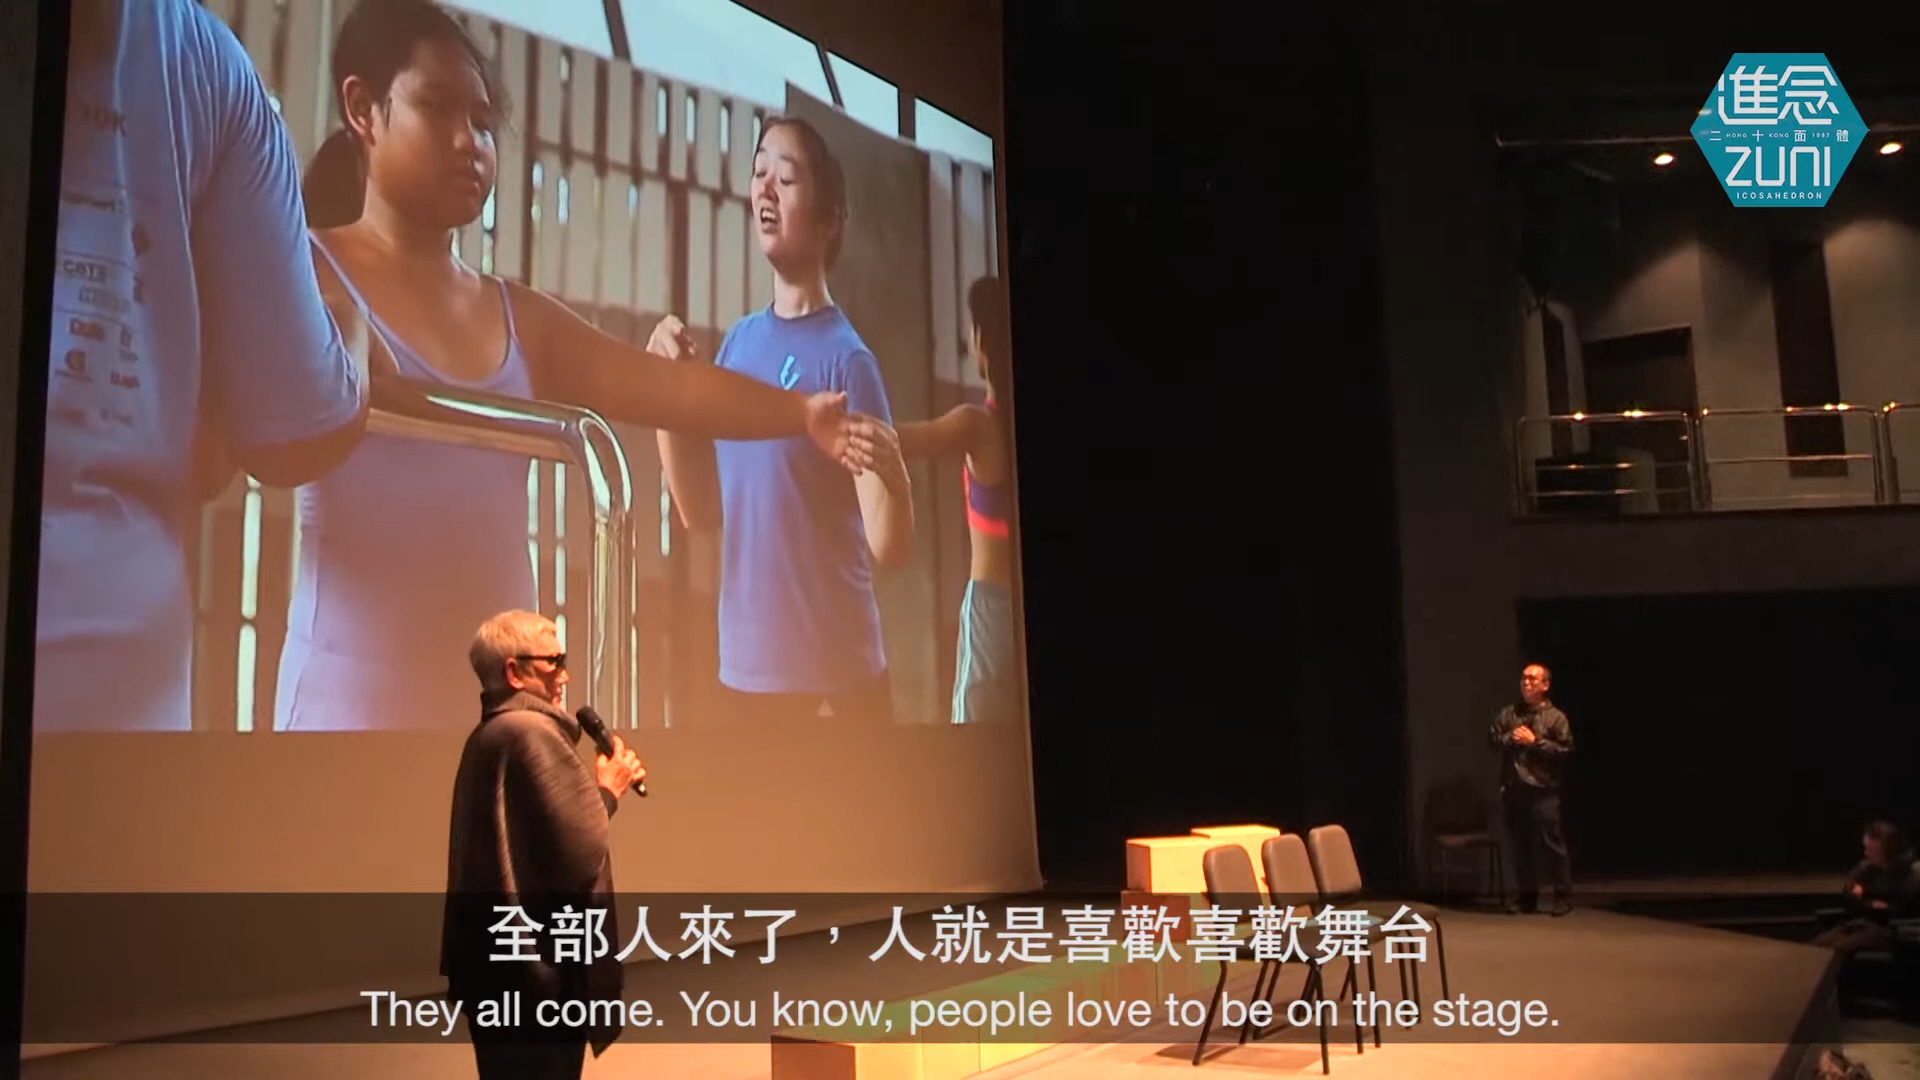 進念
二 HONG 十 KONG 面 1987 體
ZUNI
ICOSAHEDRON
全部人來了，人就是喜歡喜歡舞台
They all come. You know, people love to be on the stage.